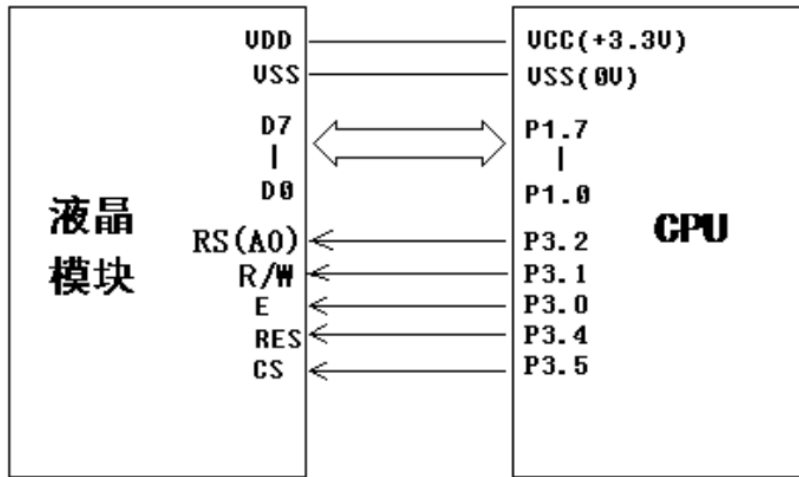 VDD VCC(+3.3V)
VSS VSS(0V)
D7 P1.7
D0 P1.0
液晶
模块
CPU
RS(A0) P3.2
R/W P3.1
E P3.0
RES P3.4
CS P3.5